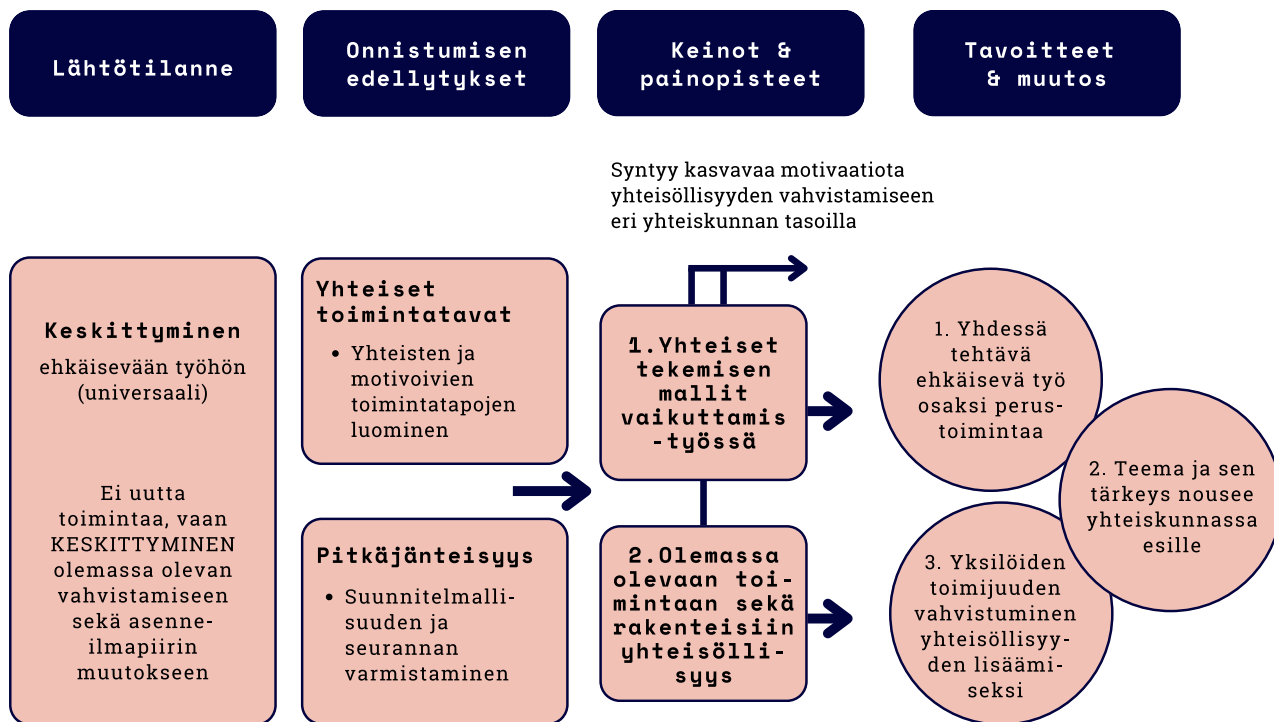 Lähtötilanne
Onnistumisen
edellytykset
Keinot &
painopisteet
Tavoitteet
& muutos
Syntyy kasvavaa motivaatiota
yhteisöllisyyden vahvistamiseen
eri yhteiskunnan tasoilla
Keskittyminen
ehkäisevään työhön
(universaali)
Ei uutta
toimintaa, vaan
KESKITTYMINEN
olemassa olevan
vahvistamiseen
sekä asenne-
ilmapiirin
muutokseen
Yhteiset
toimintatavat
• Yhteisten ja
motivoivien
toimintatapojen
luominen
Pitkäjänteisyys
• Suunnitelmalli-
suuden ja
seurannan
varmistaminen
1.Yhteiset
tekemisen
mallit
vaikuttamis
-työssä
2.Olemassa
olevaan toi-
mintaan sekä
rakenteisiin
yhteisölli-
syys
1. Yhdessä
tehtävä
ehkäisevä työ
osaksi perus-
toimintaa
2. Teema ja sen
tärkeys nousee
yhteiskunnassa
esille
3. Yksilöiden
toimijuuden
vahvistuminen
yhteisöllisyy-
den lisäämi-
seksi